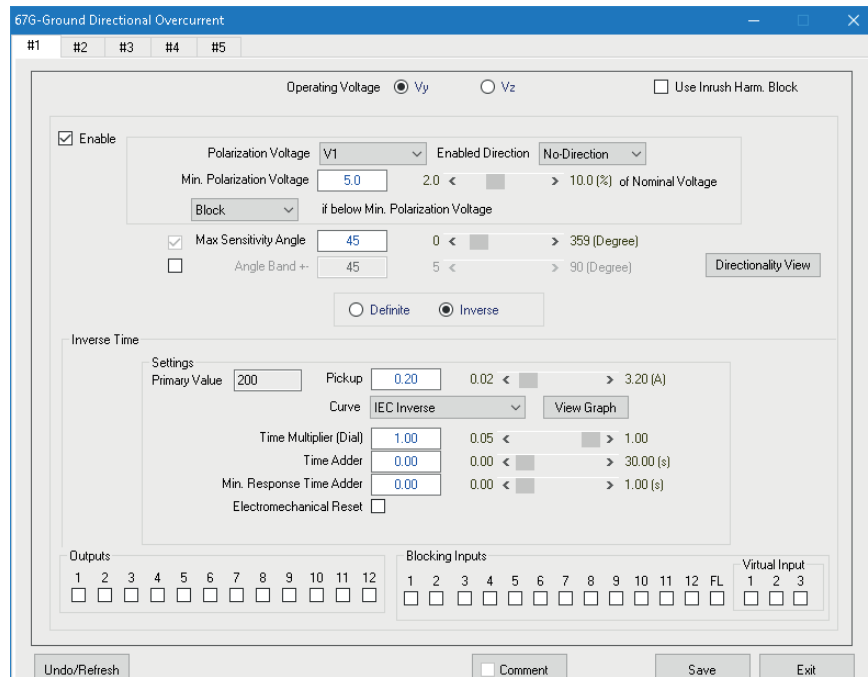 67G-Ground Directional Overcurrent
#1 #2 #3 #4 #5
Operating Voltage Vy Vz Use Inrush Harm. Block
Enable
Polarization Voltage V1 Enabled Direction No-Direction
Min. Polarization Voltage 5.0 2.0 < > 10.0 (%) of Nominal Voltage
Block if below Min. Polarization Voltage
Max Sensitivity Angle 45 0 < > 359 (Degree)
Angle Band +- 45 5 < > 90 (Degree) Directionality View
Definite Inverse
Inverse Time
Settings
Primary Value 200 Pickup 0.20 0.02 < > 3.20 (A)
Curve IEC Inverse View Graph
Time Multiplier (Dial) 1.00 0.05 < > 1.00
Time Adder 0.00 0.00 < > 30.00 (s)
Min. Response Time Adder 0.00 0.00 < > 1.00 (s)
Electromechanical Reset
Outputs
1 2 3 4 5 6 7 8 9 10 11 12
Blocking Inputs
1 2 3 4 5 6 7 8 9 10 11 12 FL
Virtual Input
1 2 3
Undo/Refresh Comment Save Exit